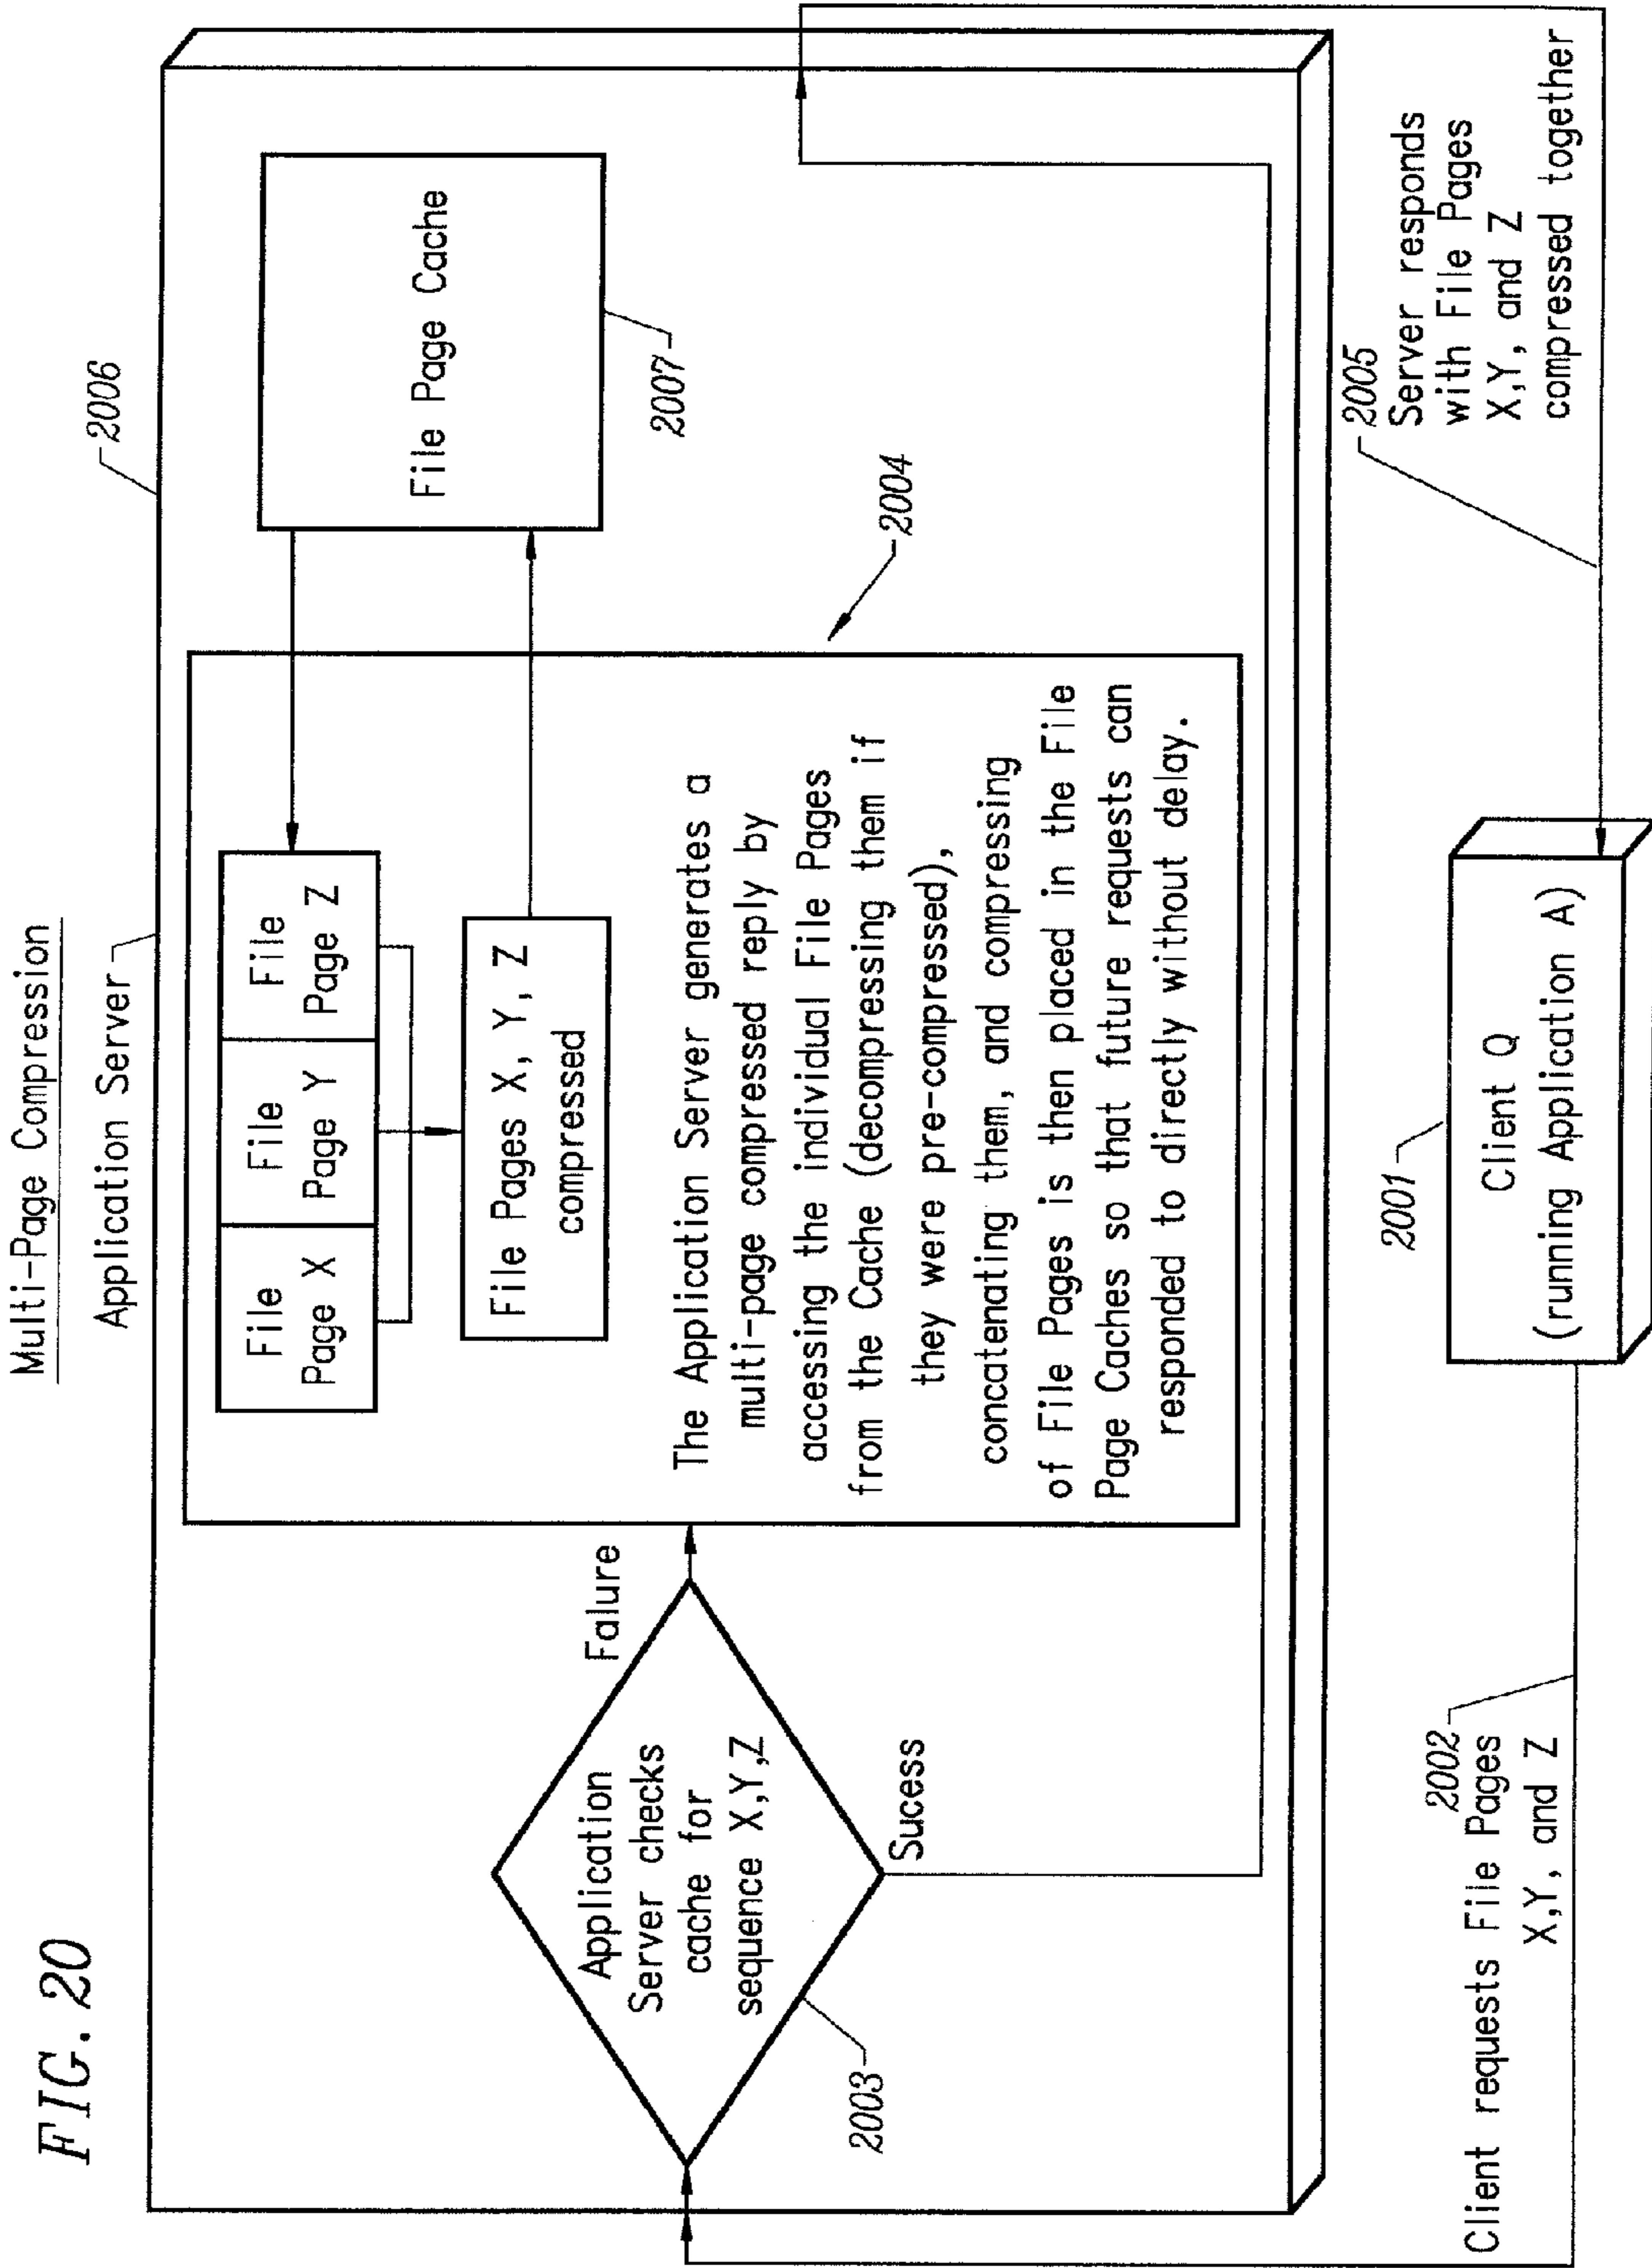 FIG. 20
Multi-Page Compression
Application Server
2006
File
Page X
File
Page Y
File
Page Z
File Pages X, Y, Z
compressed
File Page Cache
2007
Application
Server checks
cache for
sequence X,Y,Z
2003
Falure
Sucess
The Application Server generates a
multi-page compressed reply by
accessing the individual File Pages
from the Cache (decompressing them if
they were pre-compressed),
concatenating them, and compressing
of File Pages is then placed in the File
Page Caches so that future requests can
responded to directly without delay.
2004
2002
Client requests File Pages
X,Y, and Z
2001
Client Q
(running Application A)
2005
Server responds
with File Pages
X,Y, and Z
compressed together